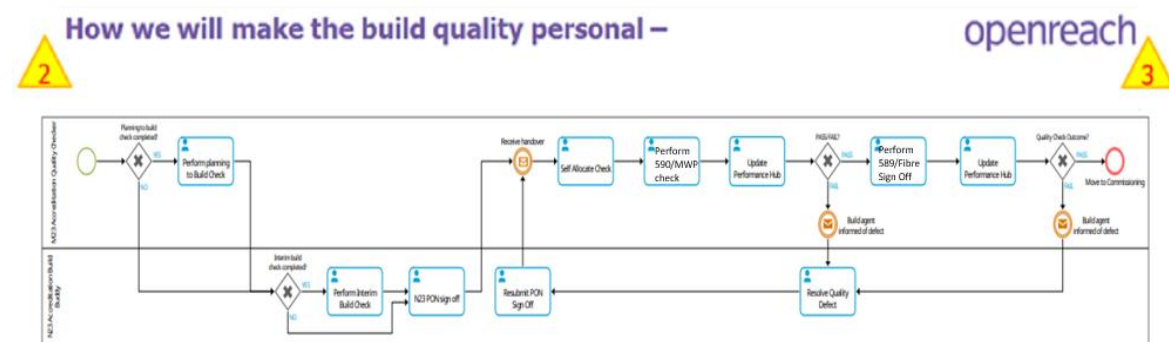 How we will make the build quality personal –
openreach
2
3
M23 Accreditation Quality Checker
Planning to build
check completed?
YES
NO
Perform planning
to Build Check
Receive handover
Self Allocate Check
Perform
590/MWP
check
Update
Performance Hub
PASS/FAIL?
PASS
FAIL
Build agent
informed of defect
Perform
589/Fibre
Sign Off
Update
Performance Hub
Quality Check Outcome?
PASS
FAIL
Move to Commissioning
Build agent
informed of defect
N23 Accreditation Build
Buddy
Interim build
check completed?
YES
NO
Perform Interim
Build Check
N23 PON sign off
Resubmit PON
Sign Off
Resolve Quality
Defect